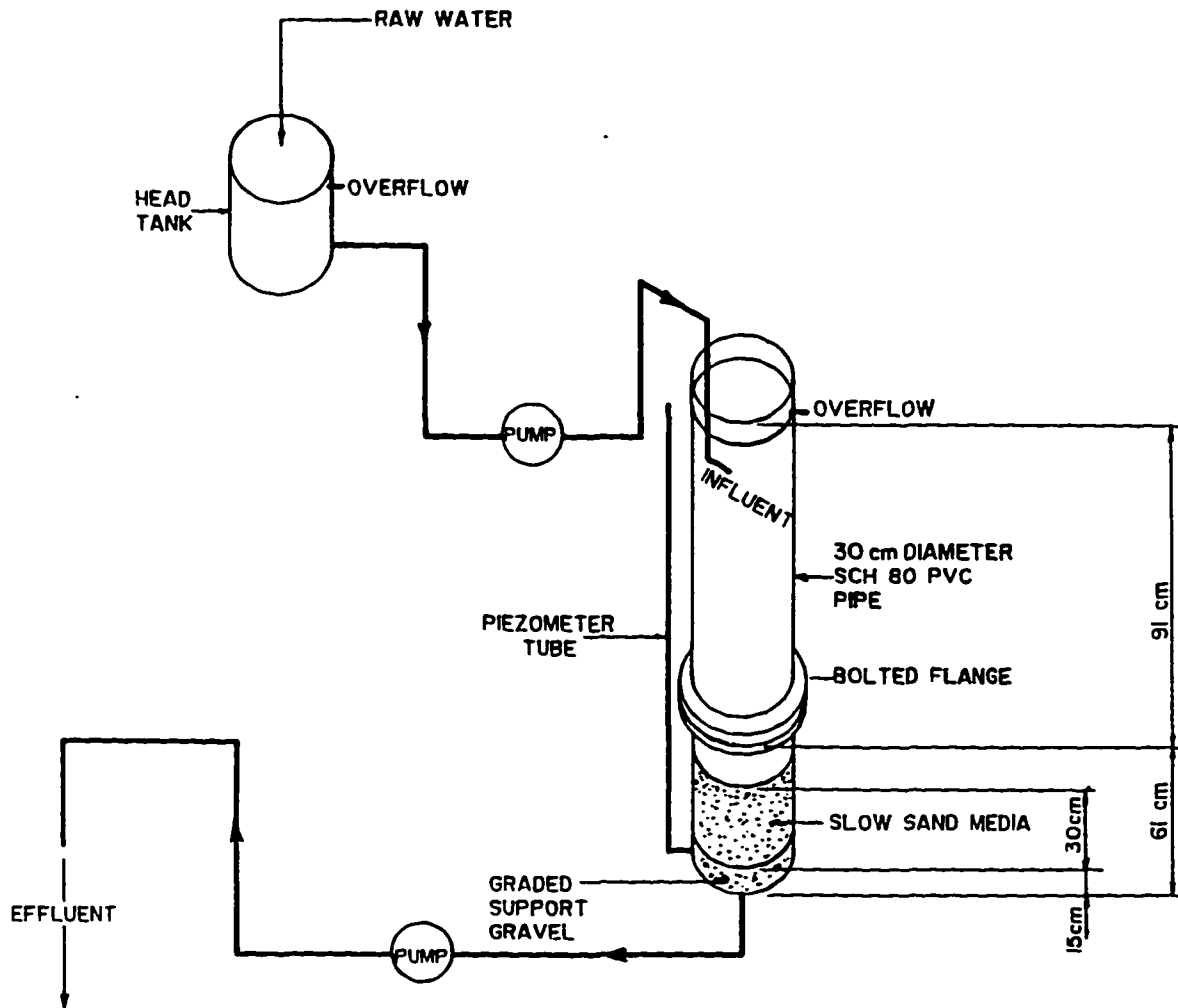 RAW WATER
OVERFLOW
HEAD
TANK
PUMP
OVERFLOW
INFLUENT
30 cm DIAMETER
SCH 80 PVC
PIPE
91 cm
PIEZOMETER
TUBE
BOLTED FLANGE
SLOW SAND MEDIA
30cm
61 cm
GRADED
SUPPORT
GRAVEL
15cm
EFFLUENT
PUMP